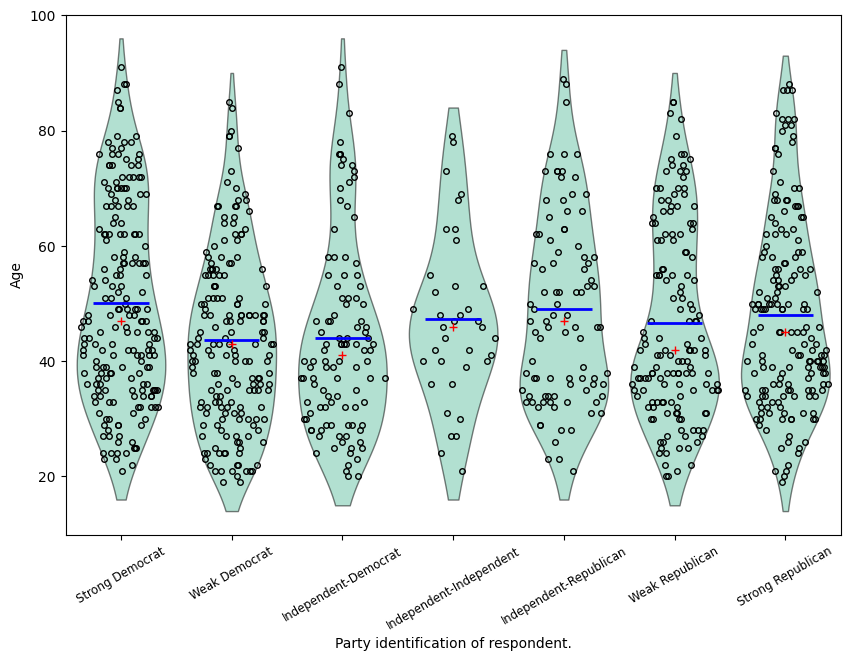 100
80
60
40
20
Age
Strong Democrat
Weak Democrat
Independent-Democrat
Independent-Independent
Independent-Republican
Weak Republican
Strong Republican
Party identification of respondent.